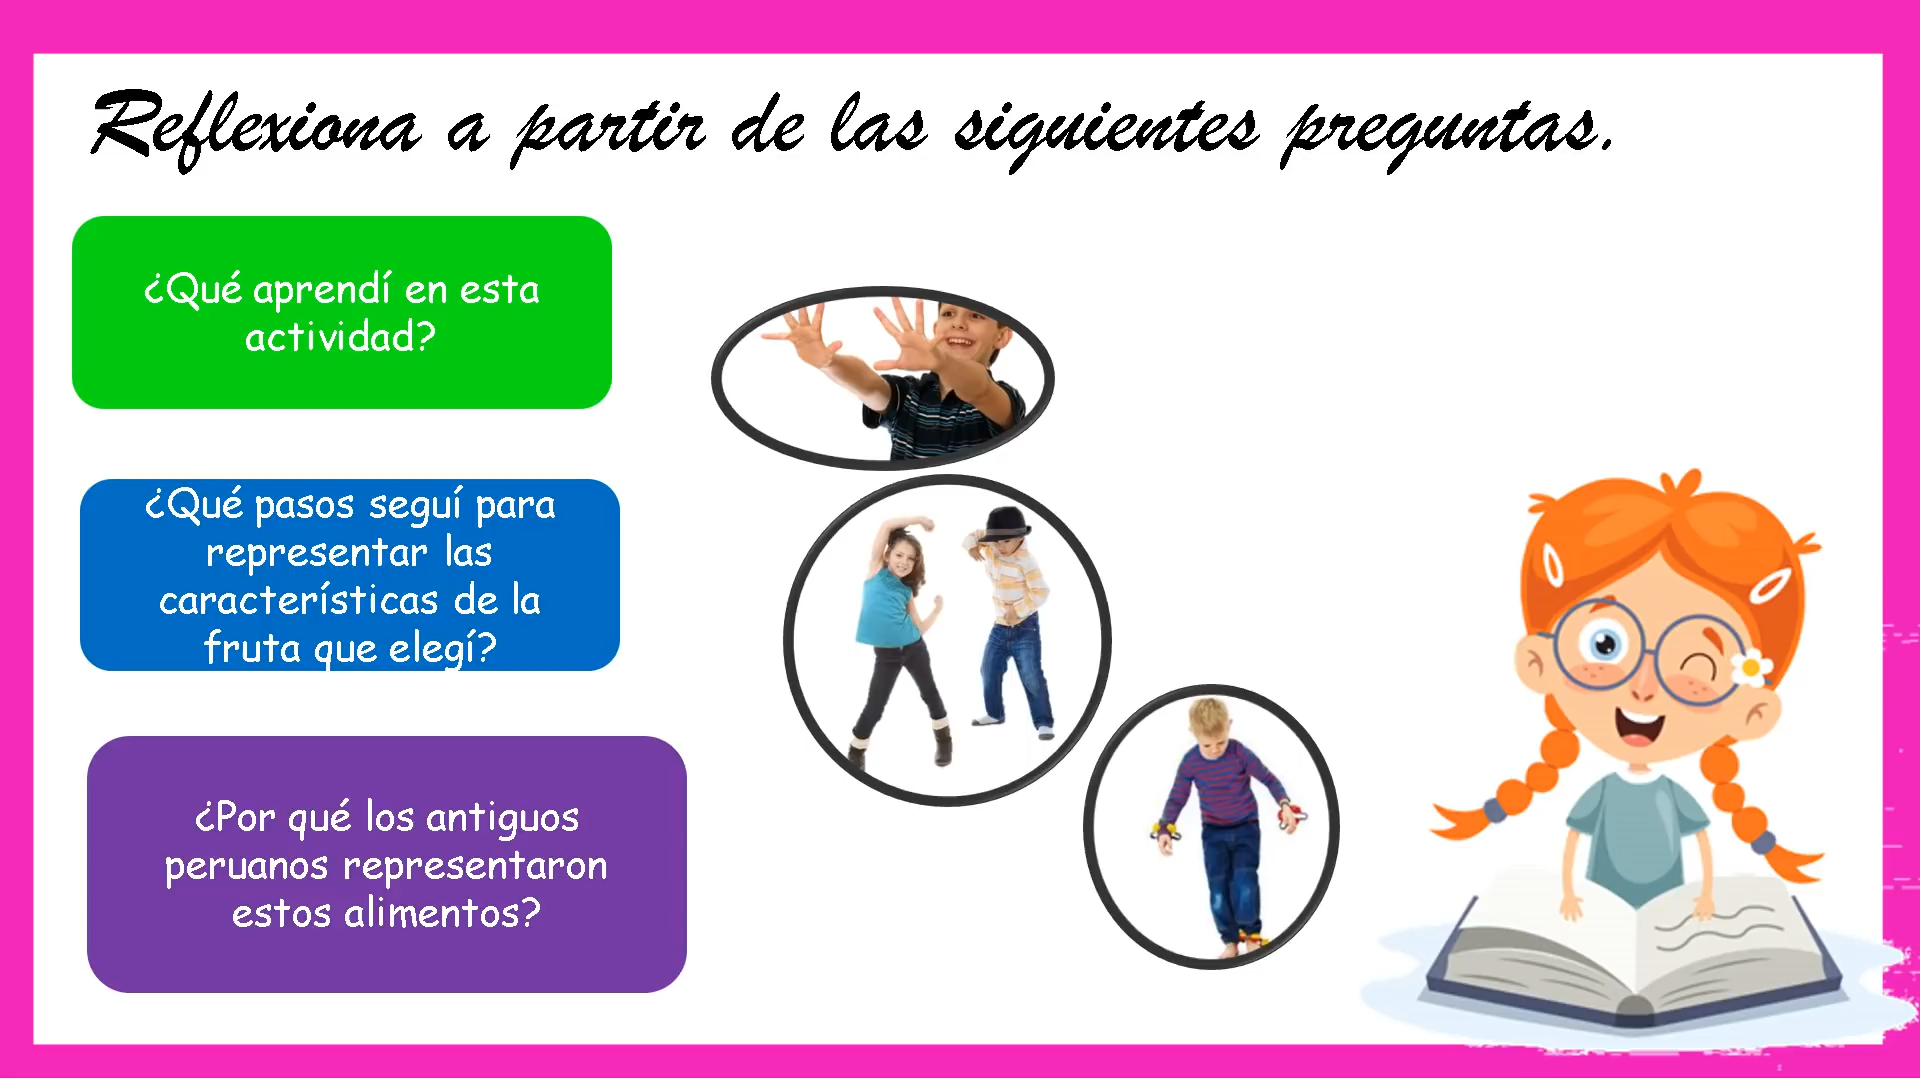 Reflexiona a partir de las siguientes preguntas.
¿Qué aprendí en esta
actividad?
¿Qué pasos seguí para
representar las
características de la
fruta que elegí?
¿Por qué los antiguos
peruanos representaron
estos alimentos?